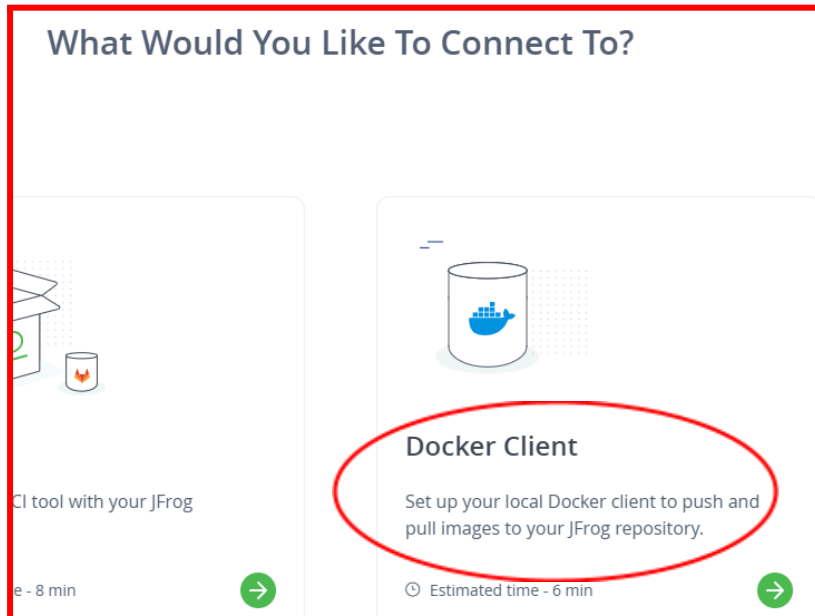 What Would You Like To Connect To?
CI tool with your JFrog
e - 8 min
Docker Client
Set up your local Docker client to push and
pull images to your JFrog repository.
Estimated time - 6 min